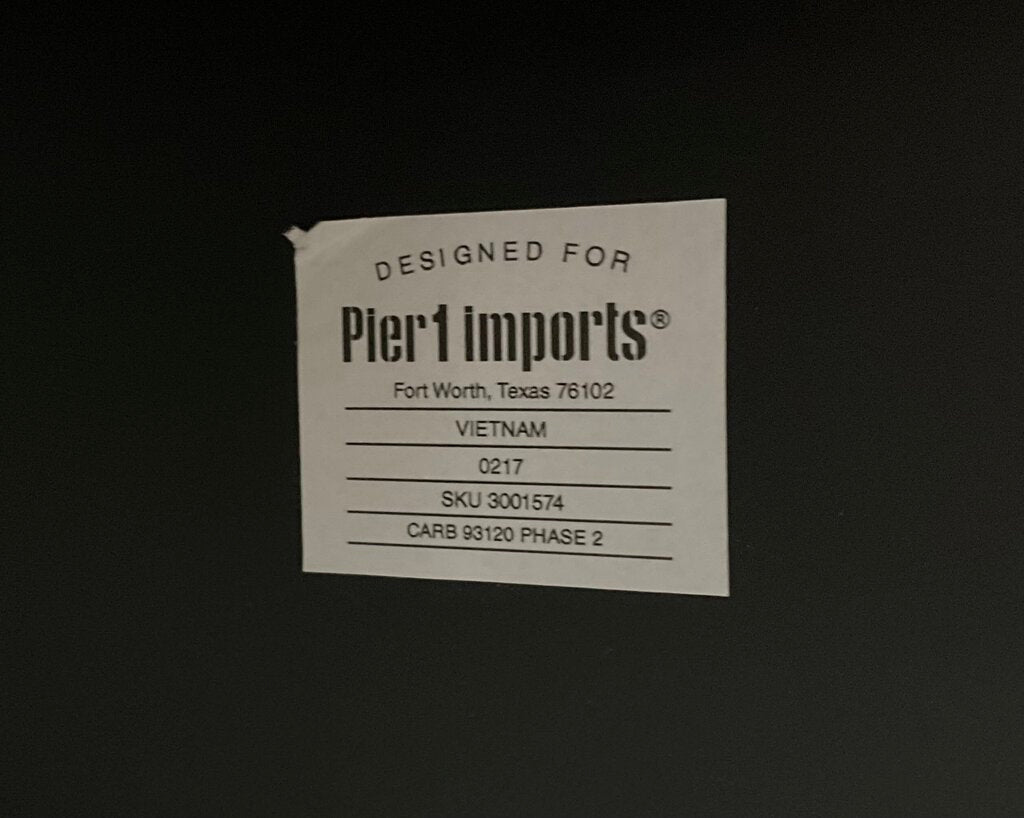 DESIGNED FOR
Pier1 imports®
Fort Worth, Texas 76102
VIETNAM
0217
SKU 3001574
CARB 93120 PHASE 2